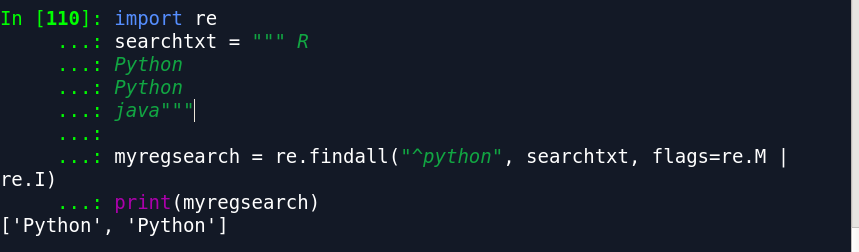 In [110]: import re
...: searchtxt = """ R
...: Python
...: Python
...: java"""
...:
...: myregsearch = re.findall("^python", searchtxt, flags=re.M |
re.I)
...: print(myregsearch)
['Python', 'Python']